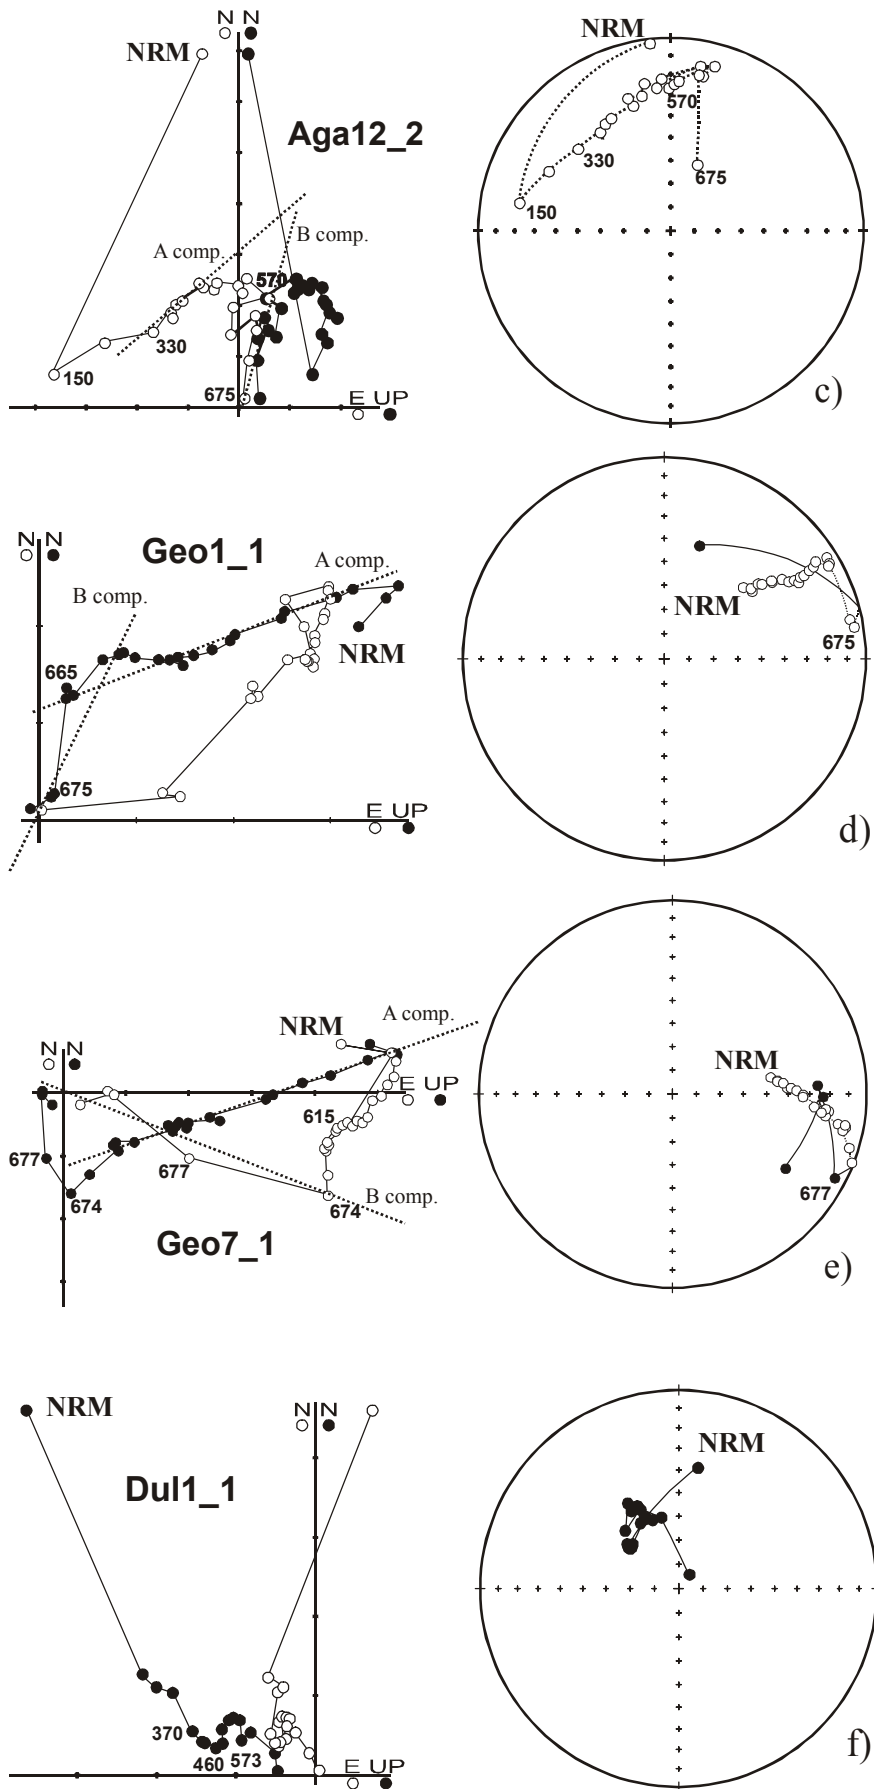 N N
NRM
Aga12_2
A comp.
B comp.
570
330
150
675
E UP
NRM
570
330
675
150
c)
N N
Geo1_1
A comp.
B comp.
665
NRM
675
E UP
NRM
675
d)
A comp.
NRM
N N
E UP
615
677
677
674
674
B comp.
Geo7_1
NRM
677
e)
NRM
N N
Dul1_1
370
460
573
E UP
NRM
f)